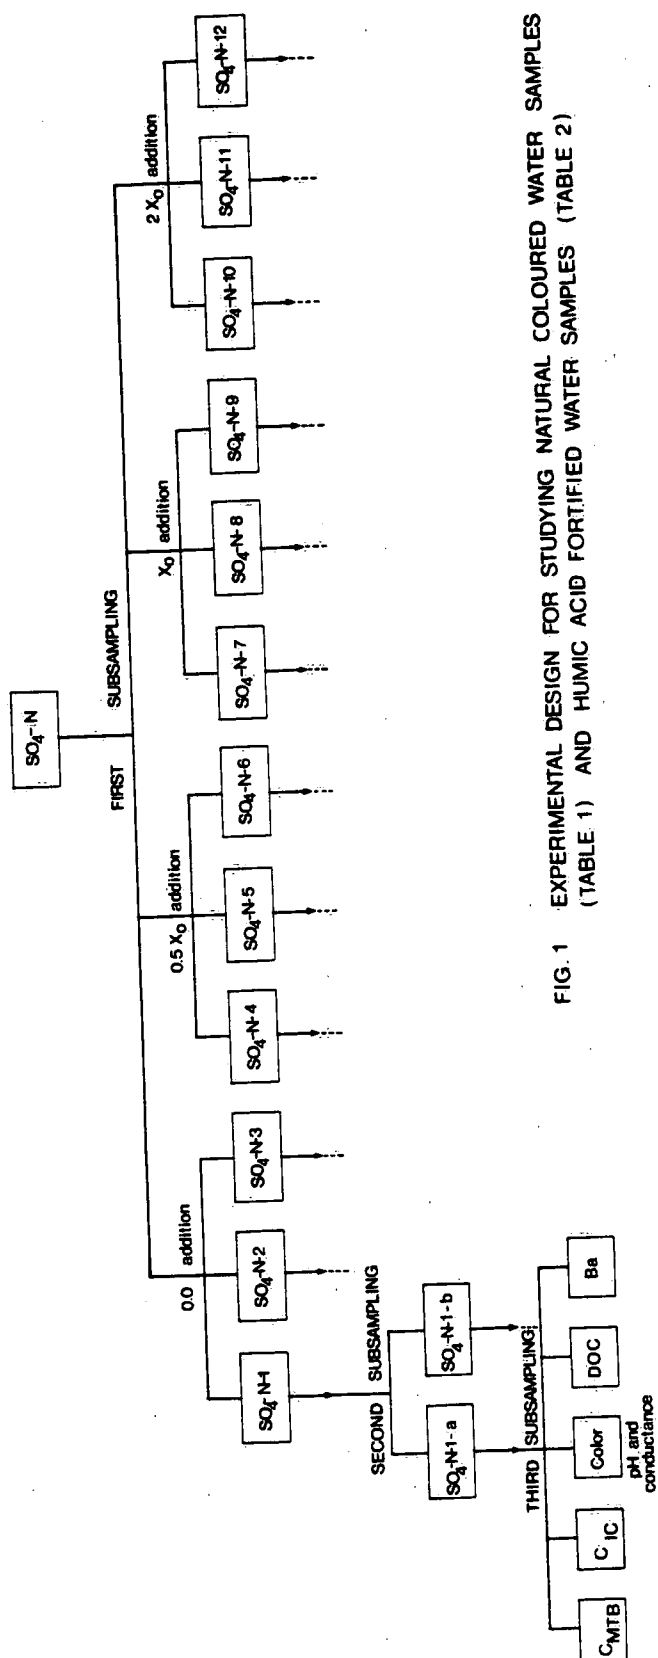 SO₄-N
FIRST SUBSAMPLING
0.0 addition
0.5 X₀ addition
X₀ addition
2 X₀ addition
SO₄-N-1
SO₄-N-2
SO₄-N-3
SO₄-N-4
SO₄-N-5
SO₄-N-6
SO₄-N-7
SO₄-N-8
SO₄-N-9
SO₄-N-10
SO₄-N-11
SO₄-N-12
SECOND SUBSAMPLING
SO₄-N-1-a
SO₄-N-1-b
THIRD SUBSAMPLING
C MTB
C IC
Color
DOC
Ba
pH and
conductance
FIG. 1 EXPERIMENTAL DESIGN FOR STUDYING NATURAL COLOURED WATER SAMPLES
(TABLE 1) AND HUMIC ACID FORTIFIED WATER SAMPLES (TABLE 2)